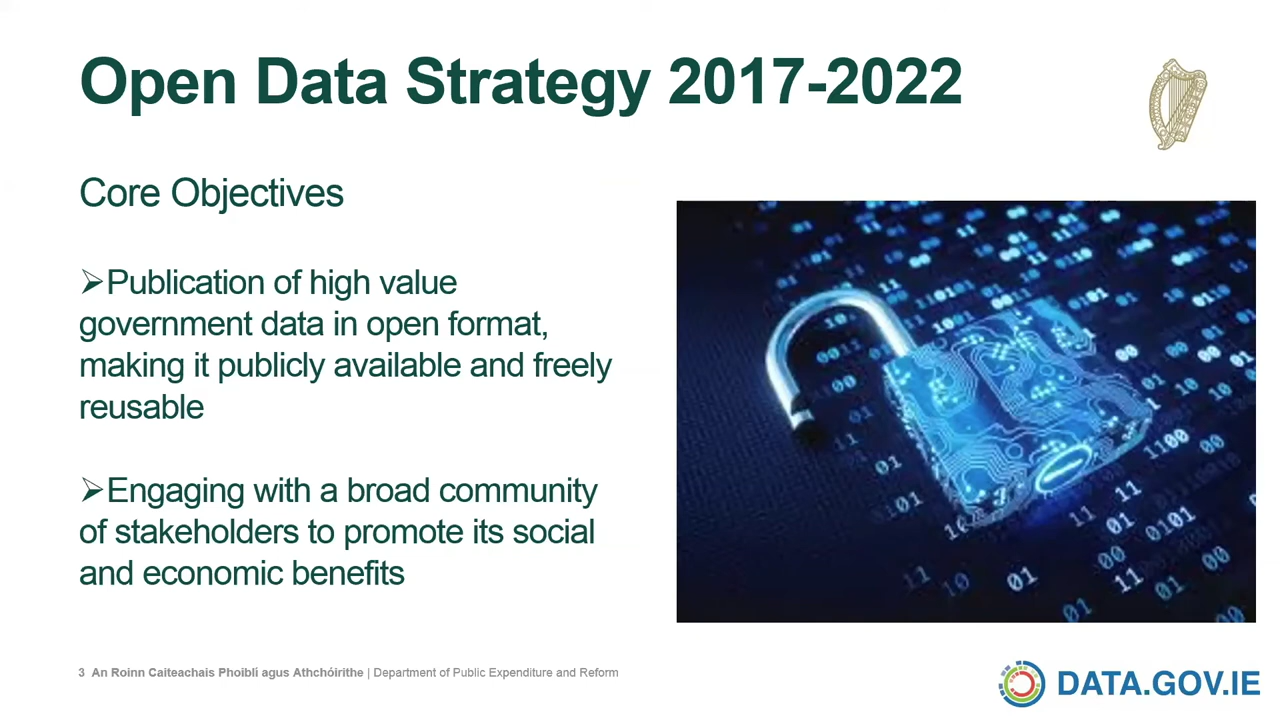 Open Data Strategy 2017-2022
Core Objectives
➢Publication of high value
government data in open format,
making it publicly available and freely
reusable
➢Engaging with a broad community
of stakeholders to promote its social
and economic benefits
3 An Roinn Caiteachais Phoiblí agus Athchóirithe | Department of Public Expenditure and Reform
DATA.GOV.IE